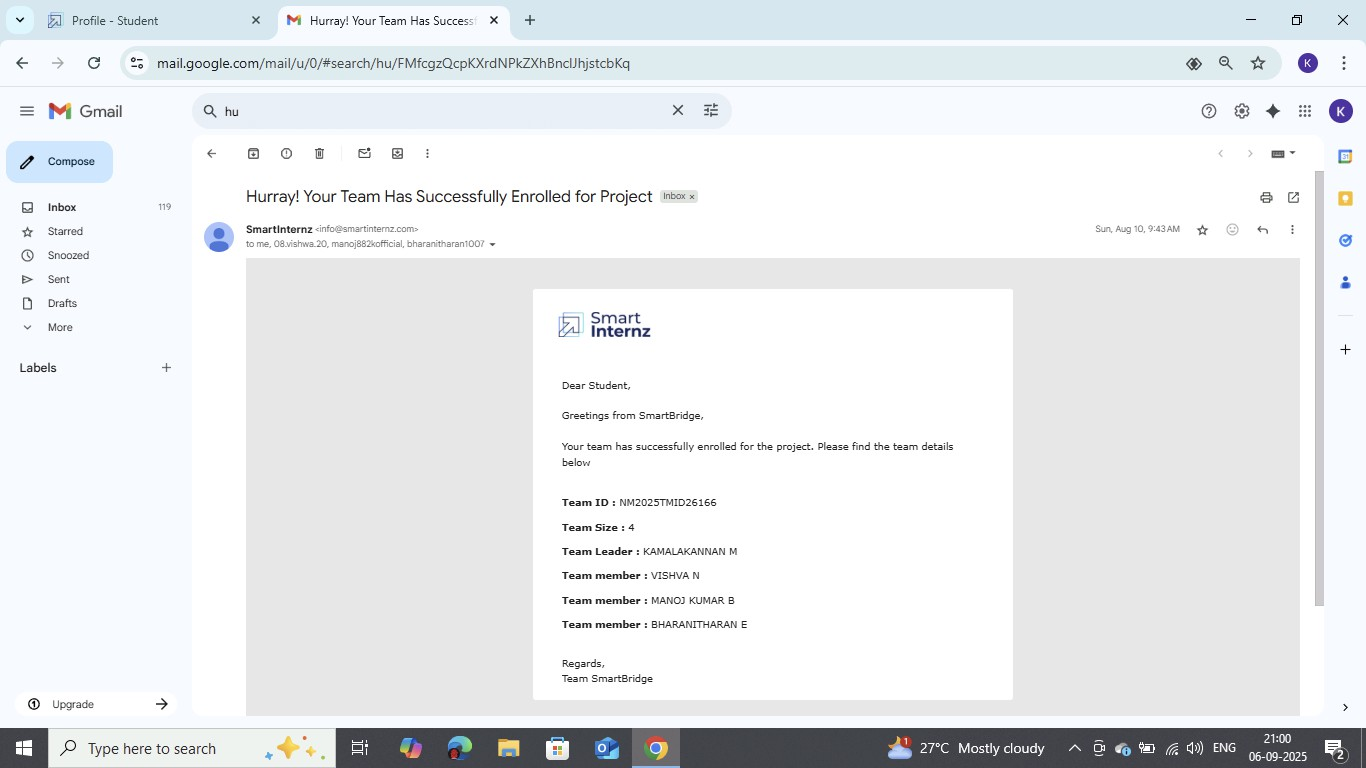 Profile - Student
Hurray! Your Team Has Success
mail.google.com/mail/u/0/#search/hu/FMfcgzQcpKXrdNPkZXhBnclJhjstcbKq
K
Gmail
hu
K
Compose
Inbox 119
Starred
Snoozed
Sent
Drafts
More
Labels
Upgrade
Hurray! Your Team Has Successfully Enrolled for Project Inbox x
SmartInternz <info@smartinternz.com>
Sun, Aug 10, 9:43 AM
to me, 08.vishwa.20, manoj882kofficial, bharanitharan1007
Smart
Internz
Dear Student,
Greetings from SmartBridge,
Your team has successfully enrolled for the project. Please find the team details
below
Team ID : NM2025TMID26166
Team Size : 4
Team Leader : KAMALAKANNAN M
Team member : VISHVA N
Team member : MANOJ KUMAR B
Team member : BHARANITHARAN E
Regards,
Team SmartBridge
31
Type here to search
1
27°C Mostly cloudy
ENG
21:00
06-09-2025
2